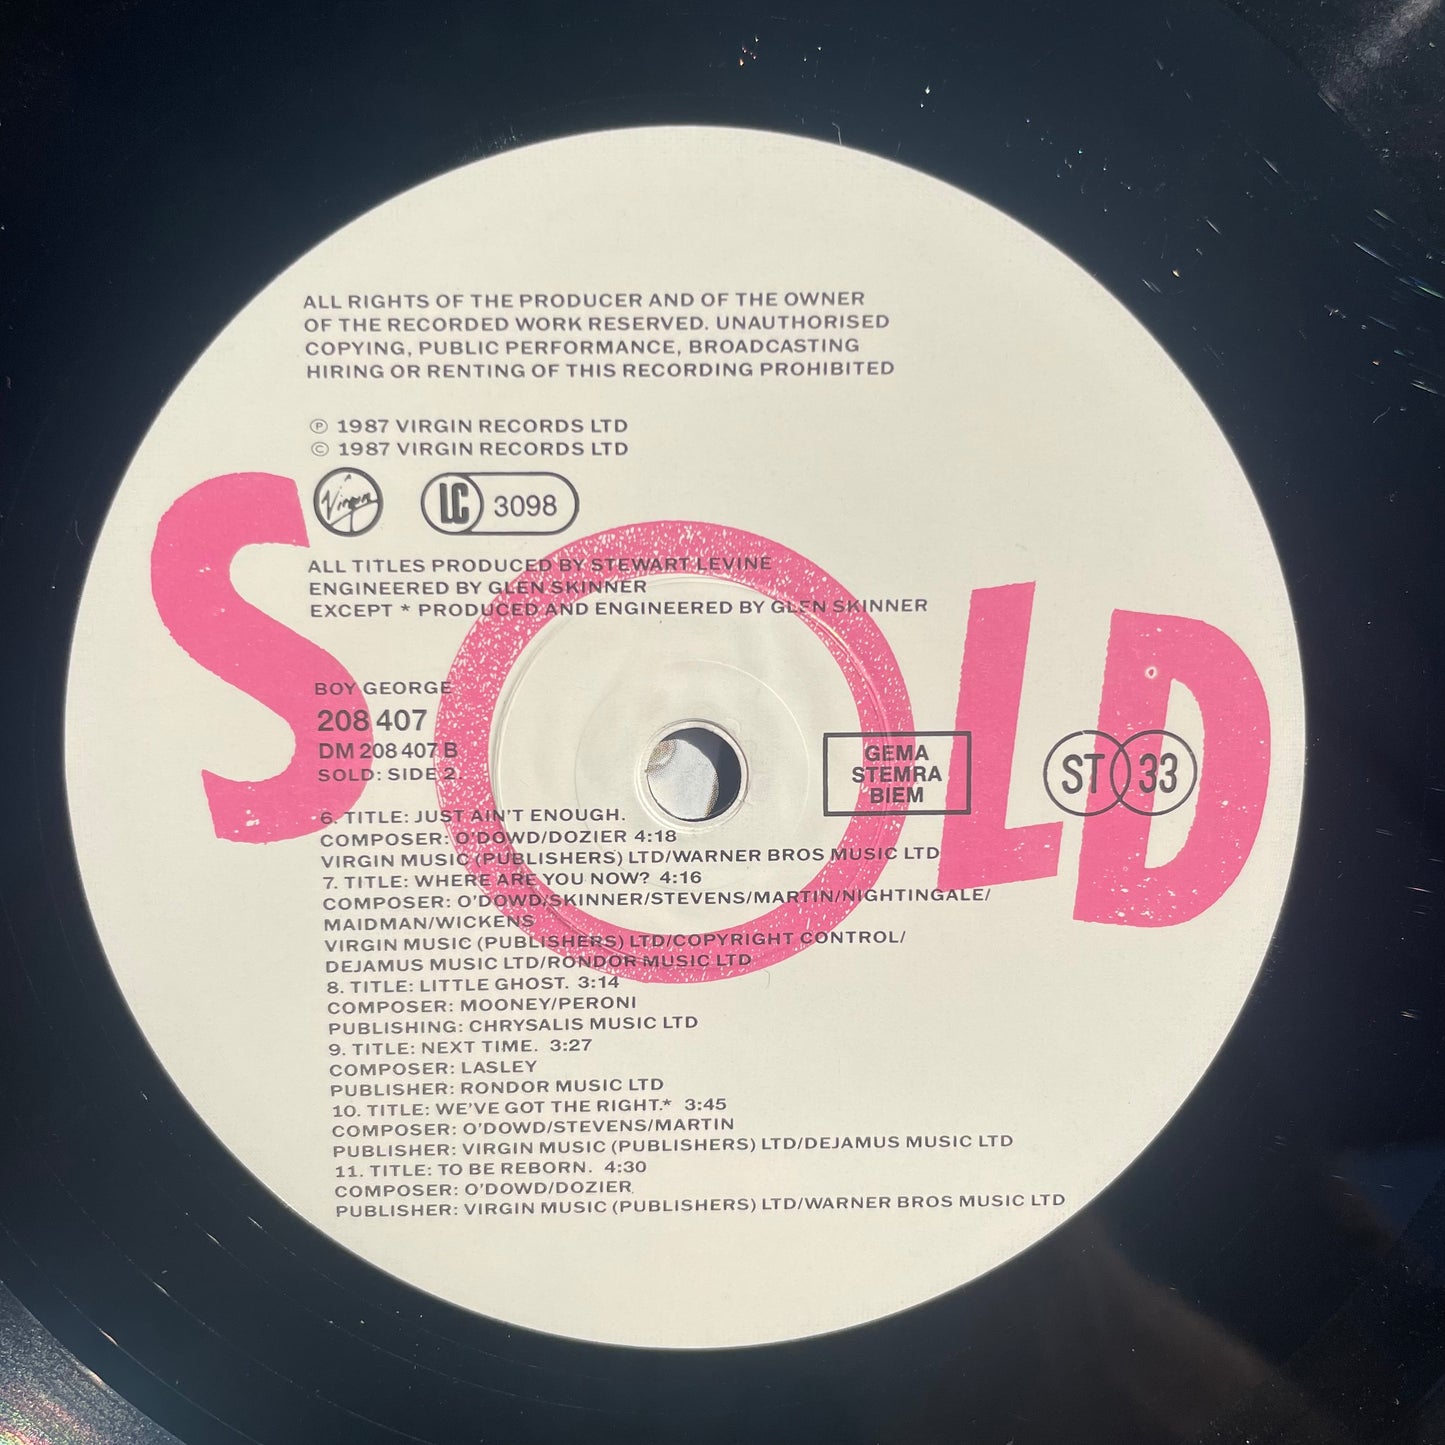 ALL RIGHTS OF THE PRODUCER AND OF THE OWNER
OF THE RECORDED WORK RESERVED. UNAUTHORISED
COPYING, PUBLIC PERFORMANCE, BROADCASTING
HIRING OR RENTING OF THIS RECORDING PROHIBITED
Ⓟ 1987 VIRGIN RECORDS LTD
© 1987 VIRGIN RECORDS LTD
Virgin
LC 3098
SOLD
ALL TITLES PRODUCED BY STEWART LEVINE
ENGINEERED BY GLEN SKINNER
EXCEPT * PRODUCED AND ENGINEERED BY GLEN SKINNER
BOY GEORGE
208 407
DM 208 407 B
SOLD: SIDE 2
GEMA
STEMRA
BIEM
ST 33
6. TITLE: JUST AIN'T ENOUGH.
COMPOSER: O'DOWD/DOZIER 4:18
VIRGIN MUSIC (PUBLISHERS) LTD/WARNER BROS MUSIC LTD
7. TITLE: WHERE ARE YOU NOW? 4:16
COMPOSER: O'DOWD/SKINNER/STEVENS/MARTIN/NIGHTINGALE/
MAIDMAN/WICKENS
VIRGIN MUSIC (PUBLISHERS) LTD/COPYRIGHT CONTROL/
DEJAMUS MUSIC LTD/RONDOR MUSIC LTD
8. TITLE: LITTLE GHOST. 3:14
COMPOSER: MOONEY/PERONI
PUBLISHING: CHRYSALIS MUSIC LTD
9. TITLE: NEXT TIME. 3:27
COMPOSER: LASLEY
PUBLISHER: RONDOR MUSIC LTD
10. TITLE: WE'VE GOT THE RIGHT.* 3:45
COMPOSER: O'DOWD/STEVENS/MARTIN
PUBLISHER: VIRGIN MUSIC (PUBLISHERS) LTD/DEJAMUS MUSIC LTD
11. TITLE: TO BE REBORN. 4:30
COMPOSER: O'DOWD/DOZIER
PUBLISHER: VIRGIN MUSIC (PUBLISHERS) LTD/WARNER BROS MUSIC LTD